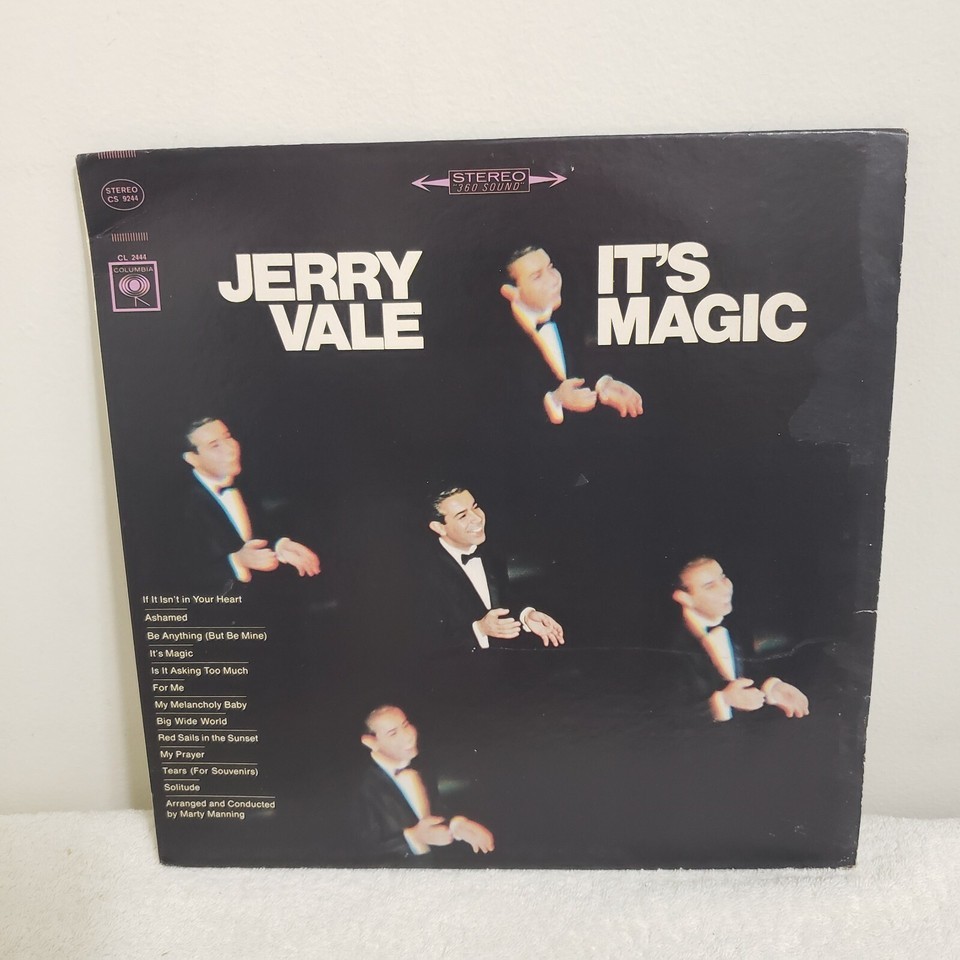 STEREO
CS 9244
STEREO
"360 SOUND"
CL 2444
COLUMBIA
JERRY
VALE
IT'S
MAGIC
If It Isn't in Your Heart
Ashamed
Be Anything (But Be Mine)
It's Magic
Is It Asking Too Much
For Me
My Melancholy Baby
Big Wide World
Red Sails in the Sunset
My Prayer
Tears (For Souvenirs)
Solitude
Arranged and Conducted
by Marty Manning